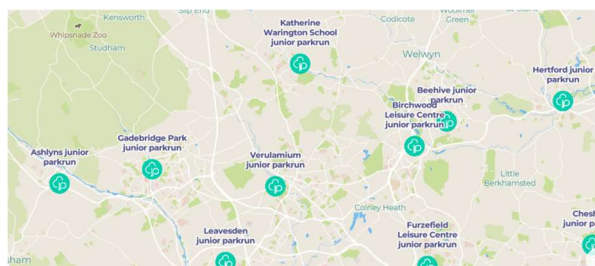 Kensworth
Slip End
Codicote
Woolmer
Green
Whipsnade Zoo
Studham
Katherine
Warington School
junior parkrun
Welwyn
Hertford junior
parkrun
Beehive junior
parkrun
Birchwood
Leisure Centre
junior parkrun
Gadebridge Park
junior parkrun
Ashlyns junior
parkrun
Verulamium
junior parkrun
Little
Berkhamsted
Colney Heath
Leavesden
junior parkrun
Furzefield
Leisure Centre
junior parkrun
Chesh
junior p
sham